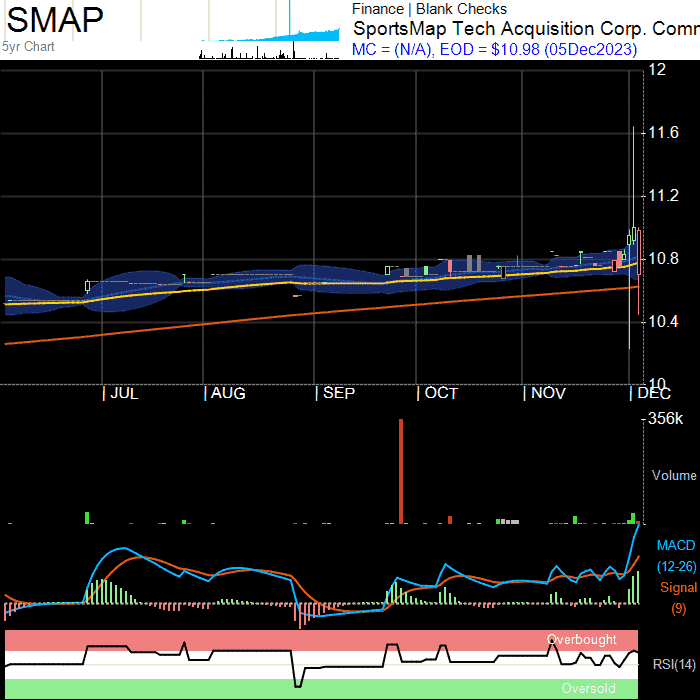 SMAP
5yr Chart
Finance | Blank Checks
SportsMap Tech Acquisition Corp. Comm
MC = (N/A), EOD = $10.98 (05Dec2023)
12
11.6
11.2
10.8
10.4
10
JUL AUG SEP OCT NOV DEC
356k
Volume
MACD
(12-26)
Signal
(9)
Overbought
RSI(14)
Oversold